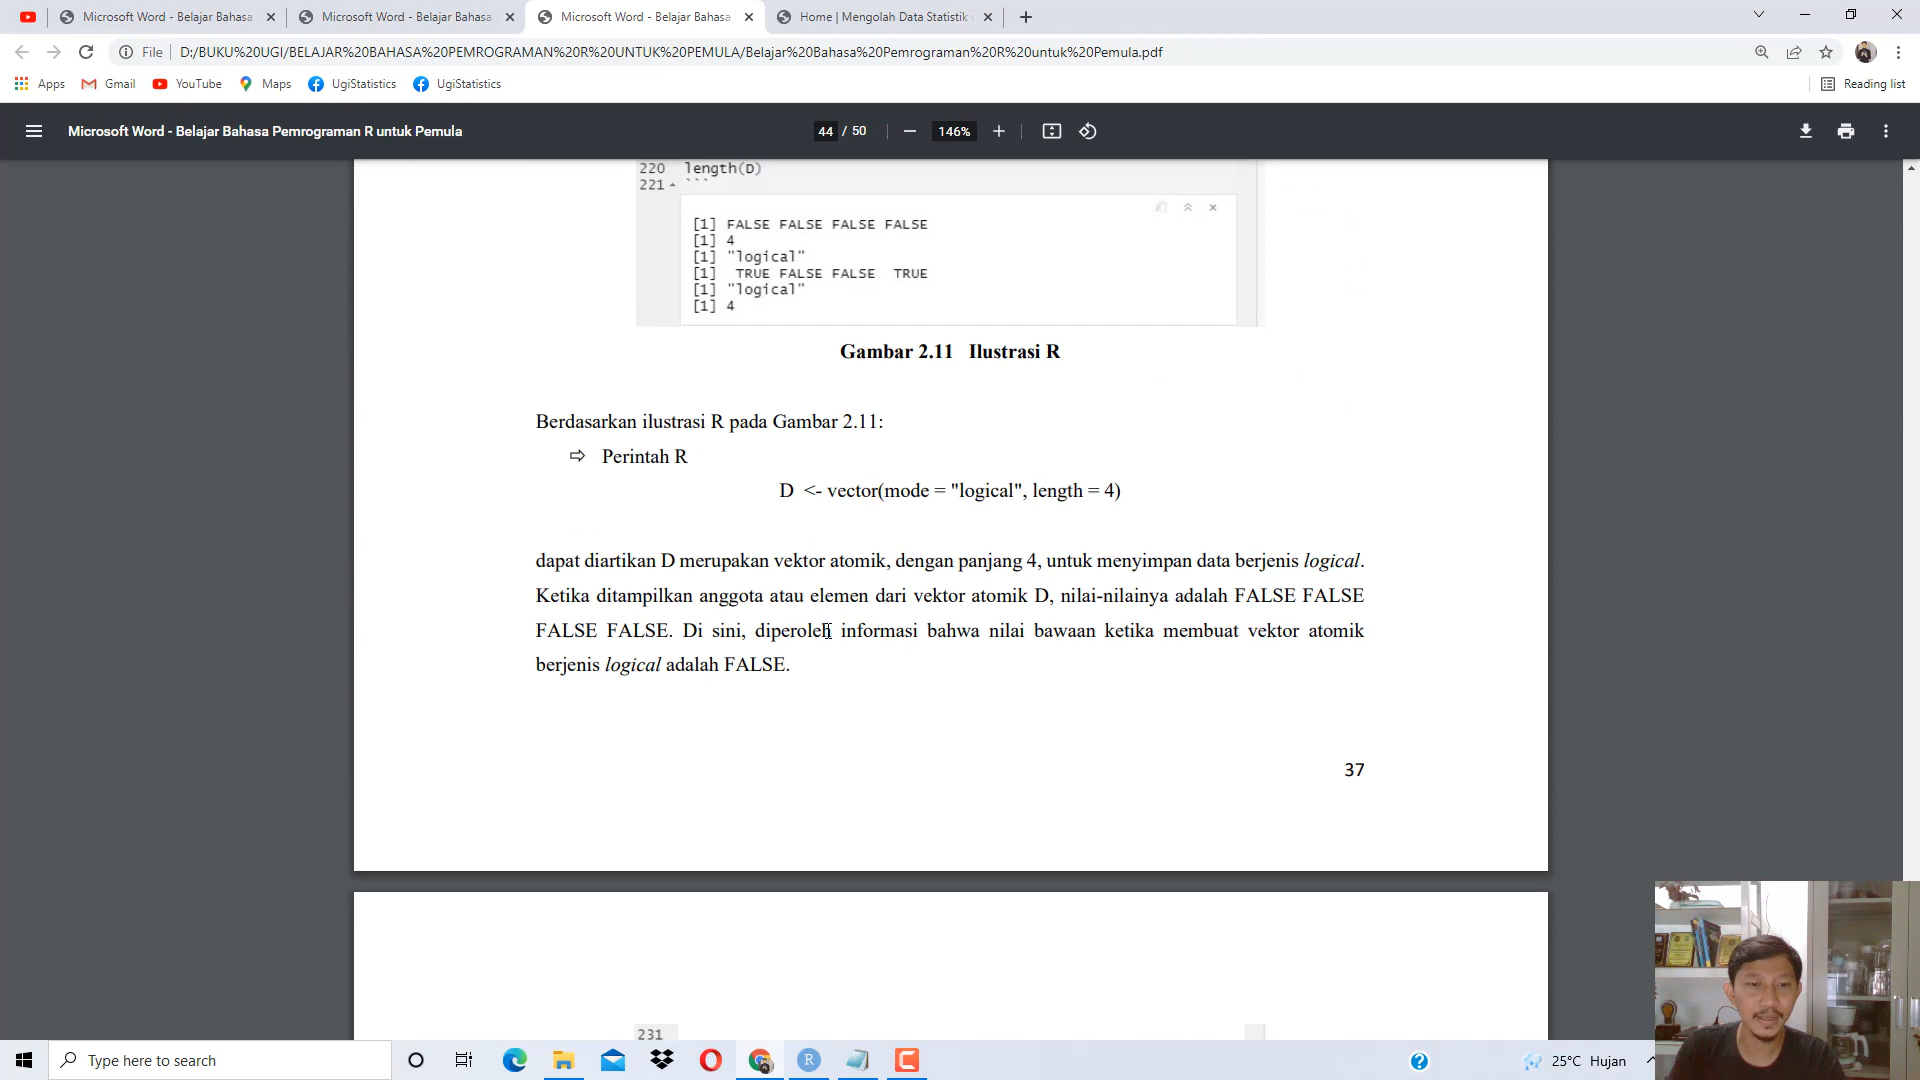 Microsoft Word - Belajar Bahasa
Microsoft Word - Belajar Bahasa
Microsoft Word - Belajar Bahasa
Home | Mengolah Data Statistik
File
D:/BUKU%20UGI/BELAJAR%20BAHASA%20PEMROGRAMAN%20R%20UNTUK%20PEMULA/Belajar%20Bahasa%20Pemrograman%20R%20untuk%20Pemula.pdf
Apps
Gmail
YouTube
Maps
UgiStatistics
UgiStatistics
Reading list
Microsoft Word - Belajar Bahasa Pemrograman R untuk Pemula
44 / 50
146%
220 length(D)
221 ```
[1] FALSE FALSE FALSE FALSE
[1] 4
[1] "logical"
[1] TRUE FALSE FALSE TRUE
[1] "logical"
[1] 4
Gambar 2.11 Ilustrasi R
Berdasarkan ilustrasi R pada Gambar 2.11:
⇨ Perintah R
D <- vector(mode = "logical", length = 4)
dapat diartikan D merupakan vektor atomik, dengan panjang 4, untuk menyimpan data berjenis logical.
Ketika ditampilkan anggota atau elemen dari vektor atomik D, nilai-nilainya adalah FALSE FALSE
FALSE FALSE. Di sini, diperoleh informasi bahwa nilai bawaan ketika membuat vektor atomik
berjenis logical adalah FALSE.
37
231
Type here to search
25°C Hujan